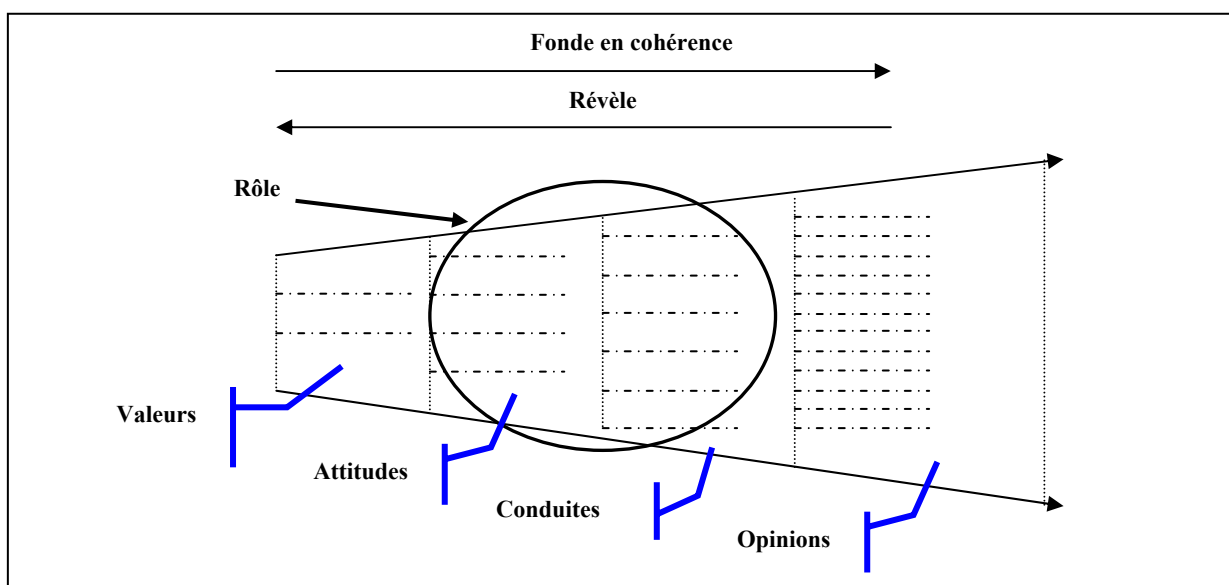 Fonde en cohérence
Révèle
Rôle
Valeurs
Attitudes
Conduites
Opinions